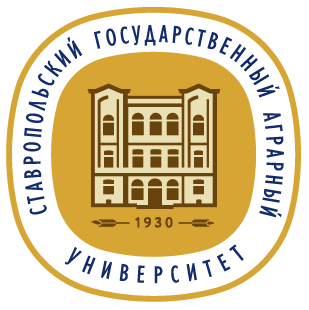 СТАВРОПОЛЬСКИЙ ГОСУДАРСТВЕННЫЙ АГРАРНЫЙ
УНИВЕРСИТЕТ
1930